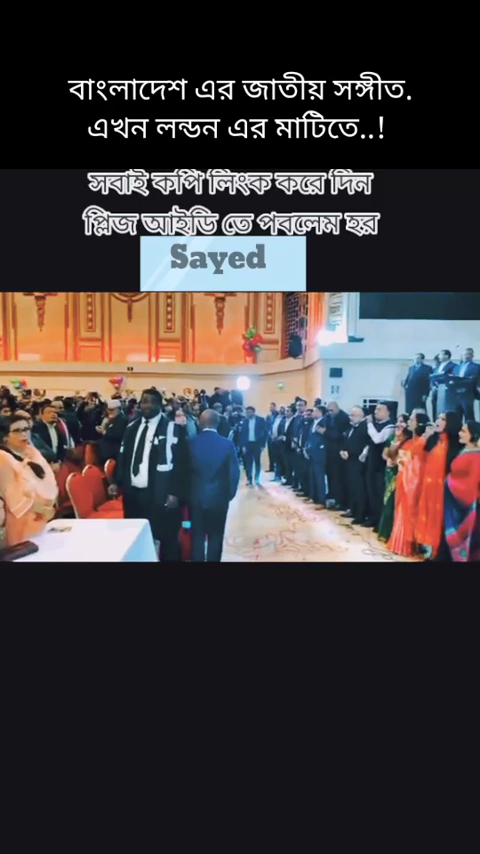 বাংলাদেশ এর জাতীয় সঙ্গীত.
এখন লন্ডন এর মাটিতে..!
সবাই কপি লিংক করে দিন
প্লিজ আইডি তে পবলেম হর
Sayed